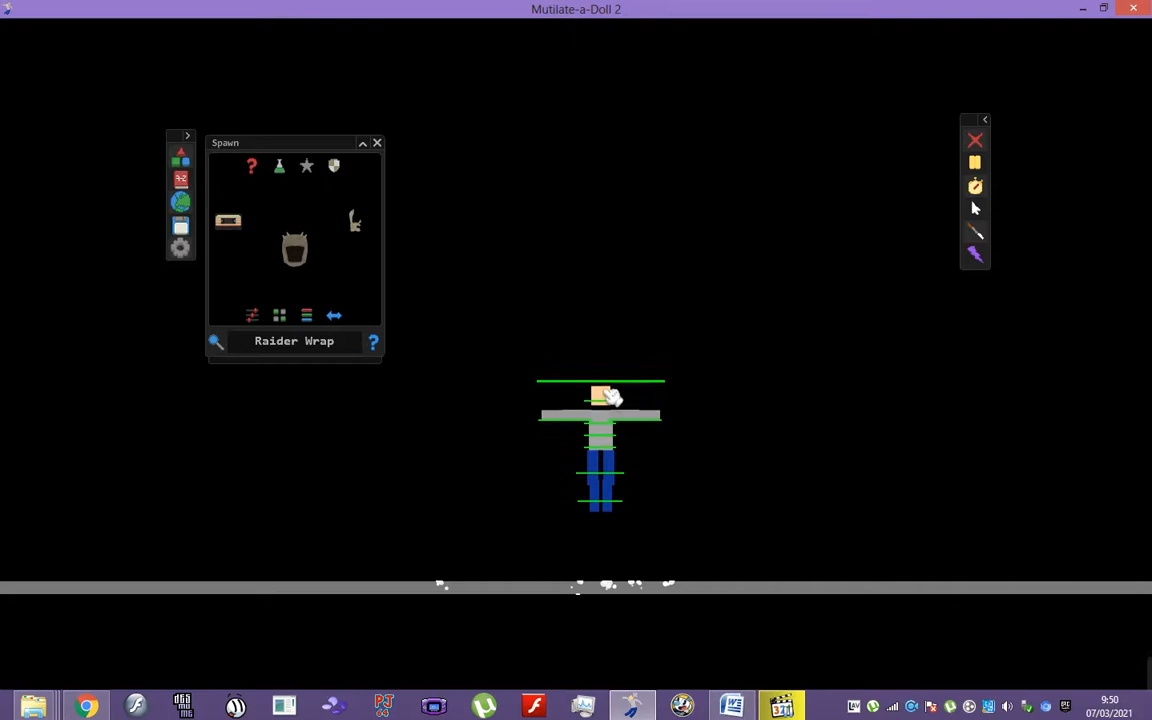 Mutilate-a-Doll 2
Spawn
A-Z
Raider Wrap
9:50
07/03/2021